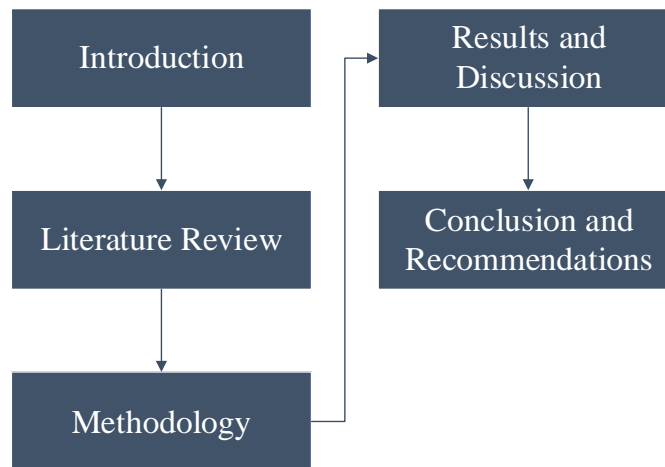 Introduction
Literature Review
Methodology
Results and
Discussion
Conclusion and
Recommendations